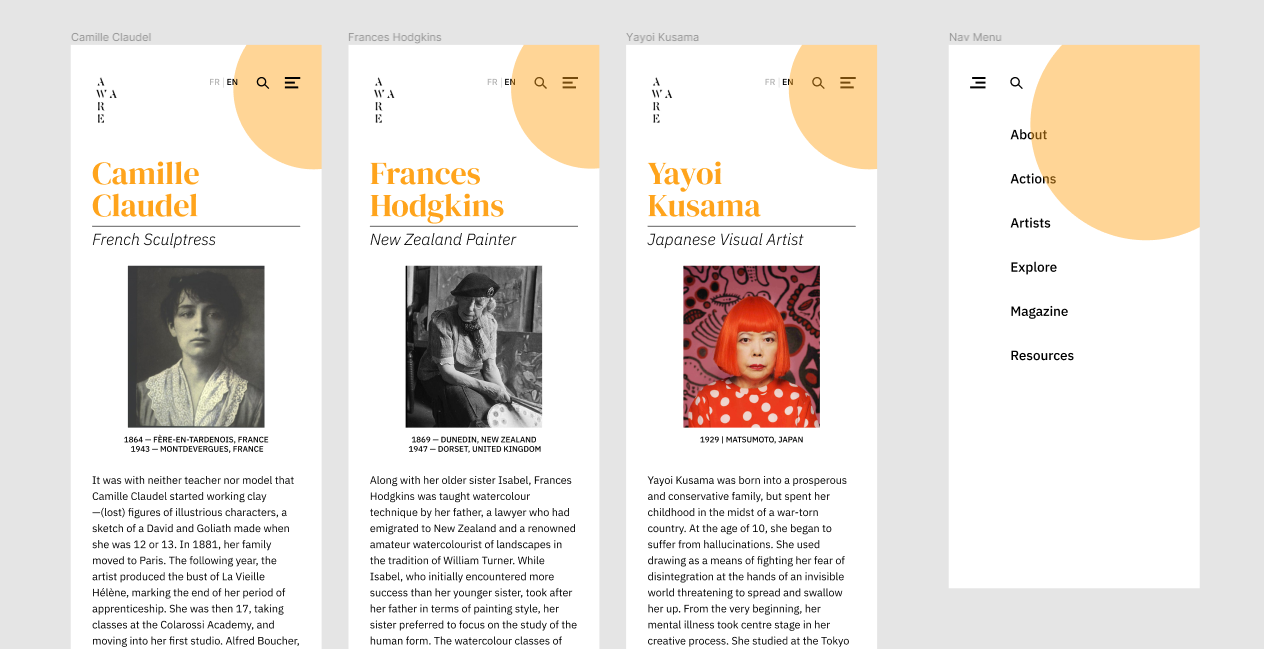 Camille Claudel
A
W A
R
E
FR | EN
Camille
Claudel
French Sculptress
1864 — FÈRE-EN-TARDENOIS, FRANCE
1943 — MONTDEVERGUES, FRANCE
It was with neither teacher nor model that
Camille Claudel started working clay
—(lost) figures of illustrious characters, a
sketch of a David and Goliath made when
she was 12 or 13. In 1881, her family
moved to Paris. The following year, the
artist produced the bust of La Vieille
Hélène, marking the end of her period of
apprenticeship. She was then 17, taking
classes at the Colarossi Academy, and
moving into her first studio. Alfred Boucher,
Frances Hodgkins
A
W A
R
E
FR | EN
Frances
Hodgkins
New Zealand Painter
1869 — DUNEDIN, NEW ZEALAND
1947 — DORSET, UNITED KINGDOM
Along with her older sister Isabel, Frances
Hodgkins was taught watercolour
technique by her father, a lawyer who had
emigrated to New Zealand and a renowned
amateur watercolourist of landscapes in
the tradition of William Turner. While
Isabel, who initially encountered more
success than her younger sister, took after
her father in terms of painting style, her
sister preferred to focus on the study of the
human form. The watercolour classes of
Yayoi Kusama
A
W A
R
E
FR | EN
Yayoi
Kusama
Japanese Visual Artist
1929 | MATSUMOTO, JAPAN
Yayoi Kusama was born into a prosperous
and conservative family, but spent her
childhood in the midst of a war-torn
country. At the age of 10, she began to
suffer from hallucinations. She used
drawing as a means of fighting her fear of
disintegration at the hands of an invisible
world threatening to spread and swallow
her up. From the very beginning, her
mental illness took centre stage in her
creative process. She studied at the Tokyo
Nav Menu
About
Actions
Artists
Explore
Magazine
Resources